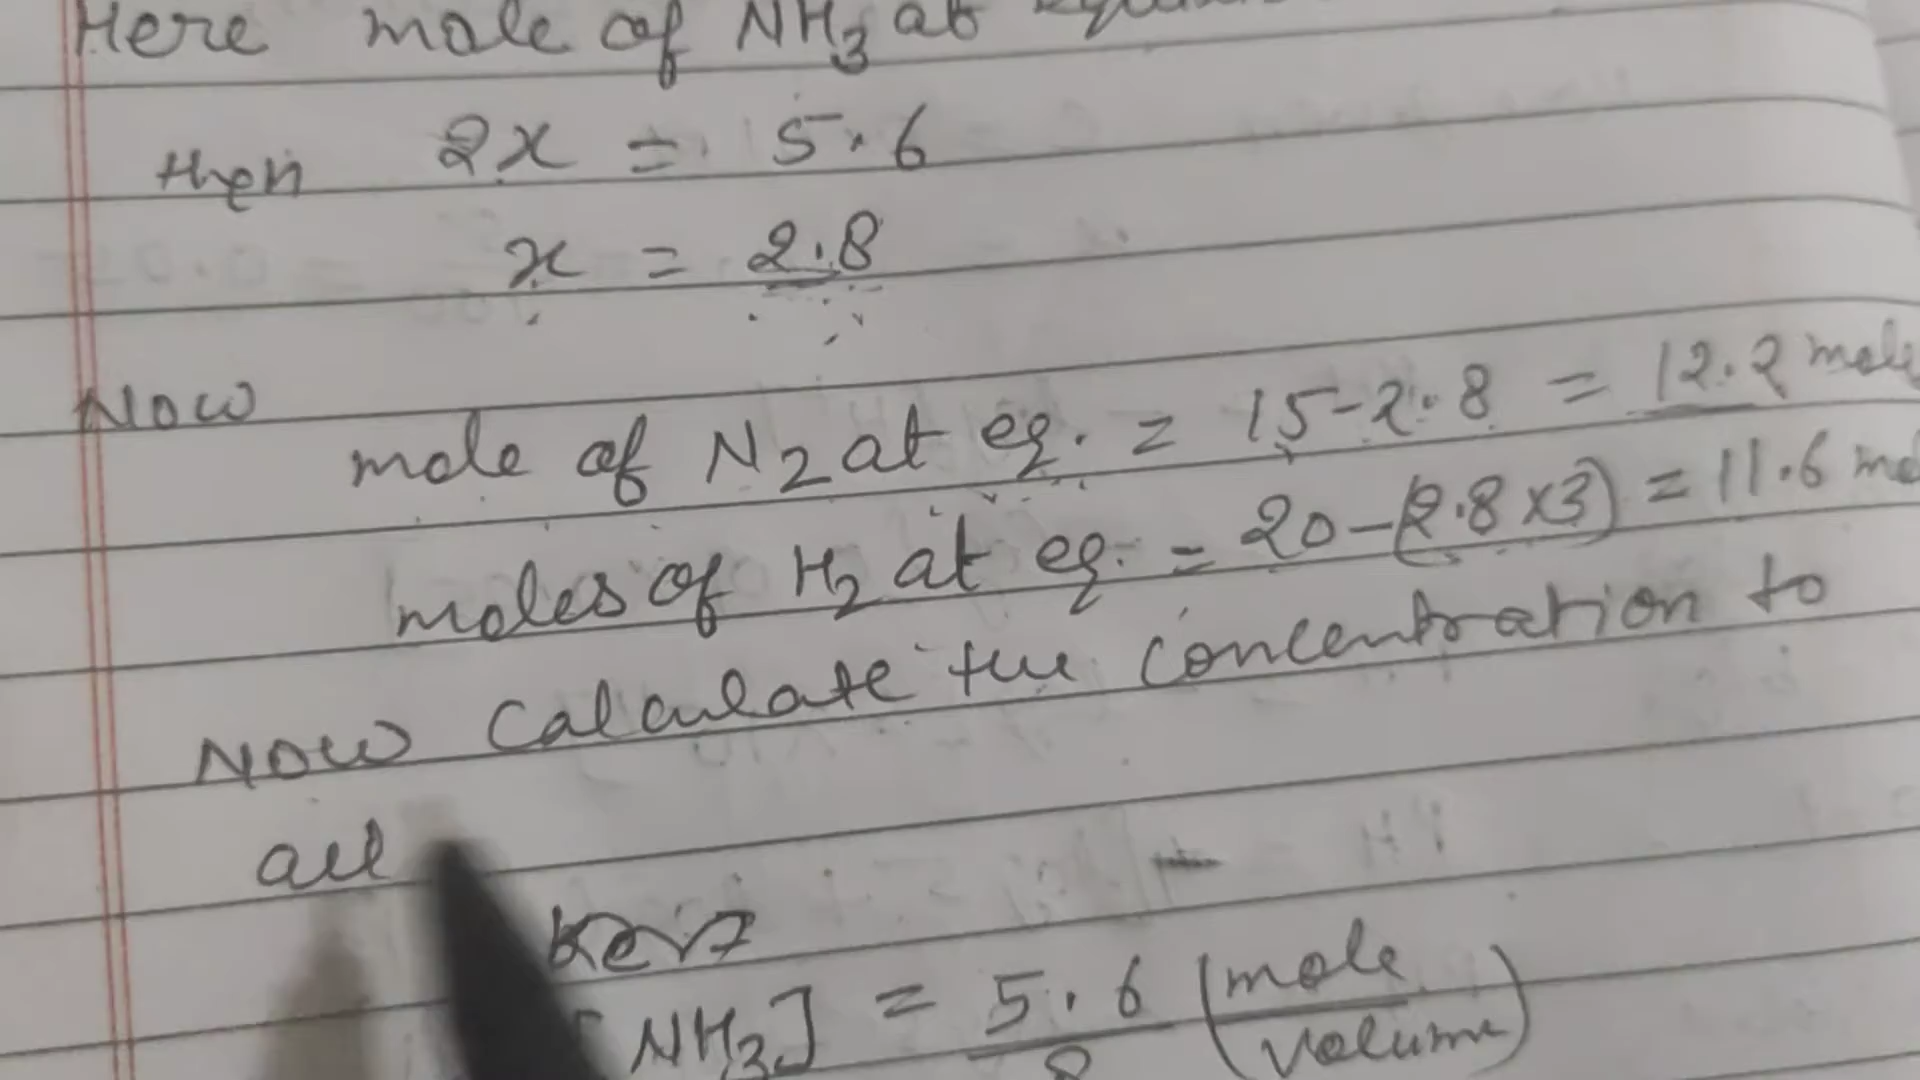 Here mole of NH3 at
then 2x = 5.6
x = 2.8
Now
mole of N2 at eq. = 15-2.8 = 12.2 mole
moles of H2 at eq. = 20-(2.8x3) = 11.6 mo
Now Calculate the Concentration to
all
[NH3] = 5.6/8 (mole/volume)